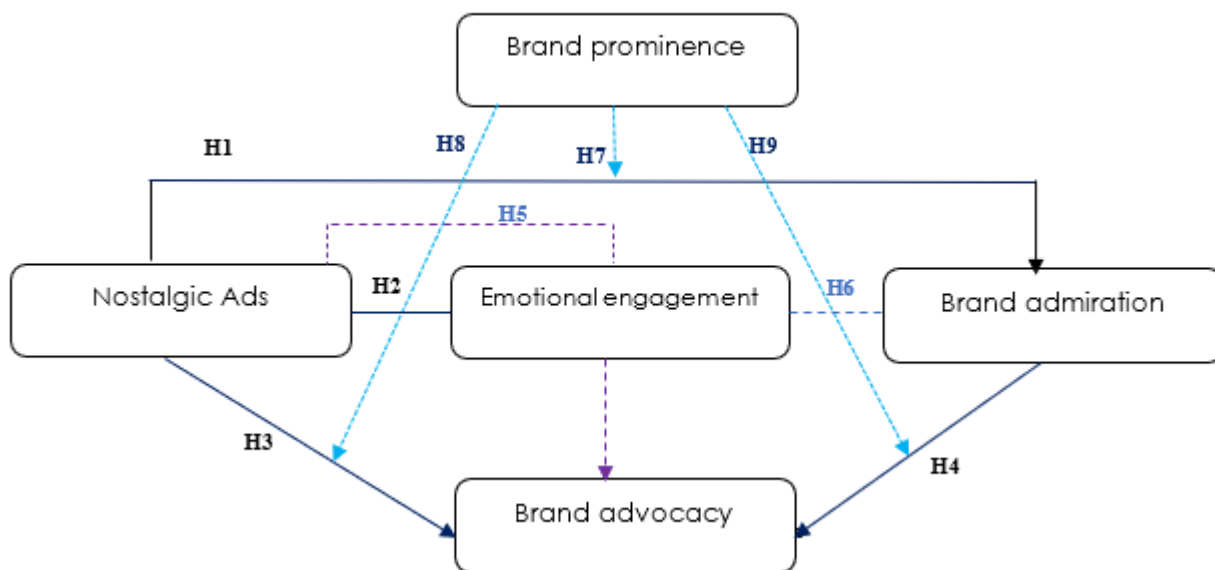 Brand prominence
H1
H8
H7
H9
H5
Nostalgic Ads
H2
Emotional engagement
H6
Brand admiration
H3
H4
Brand advocacy